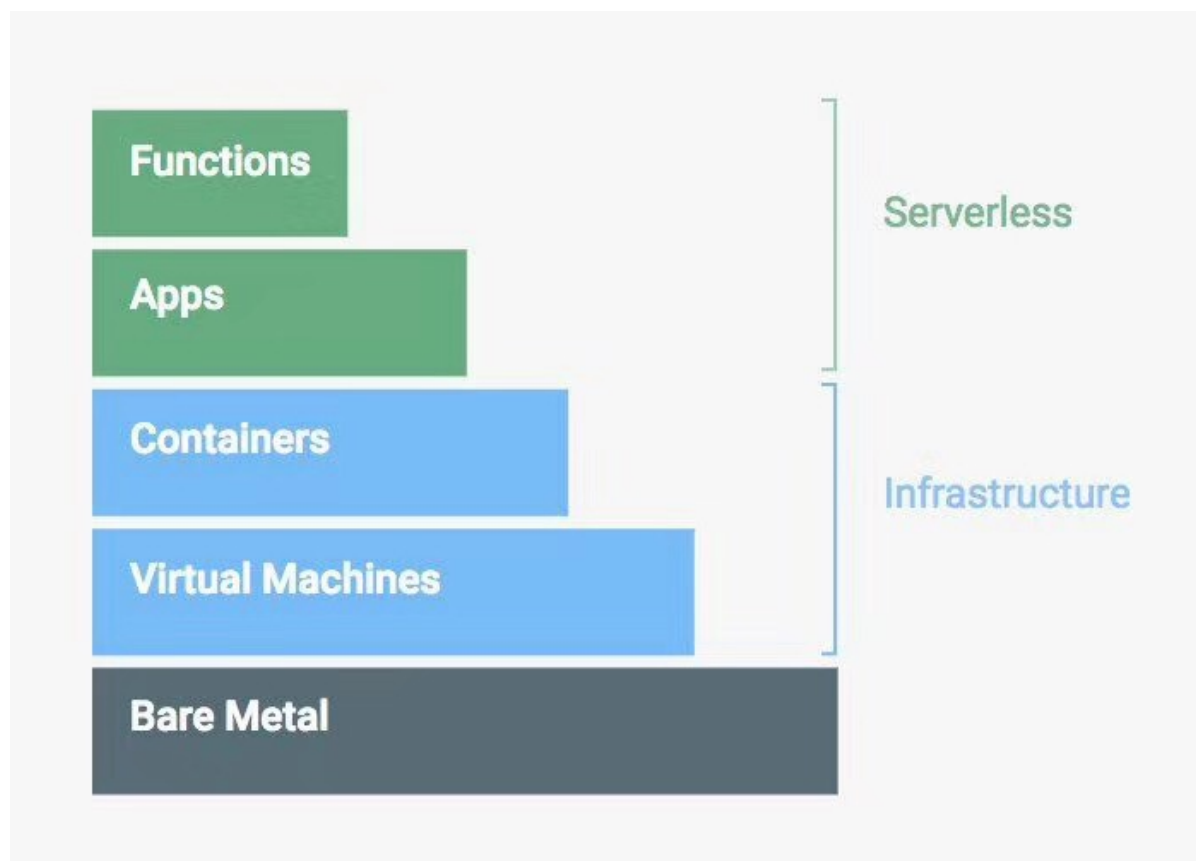 Functions
Serverless
Apps
Containers
Infrastructure
Virtual Machines
Bare Metal